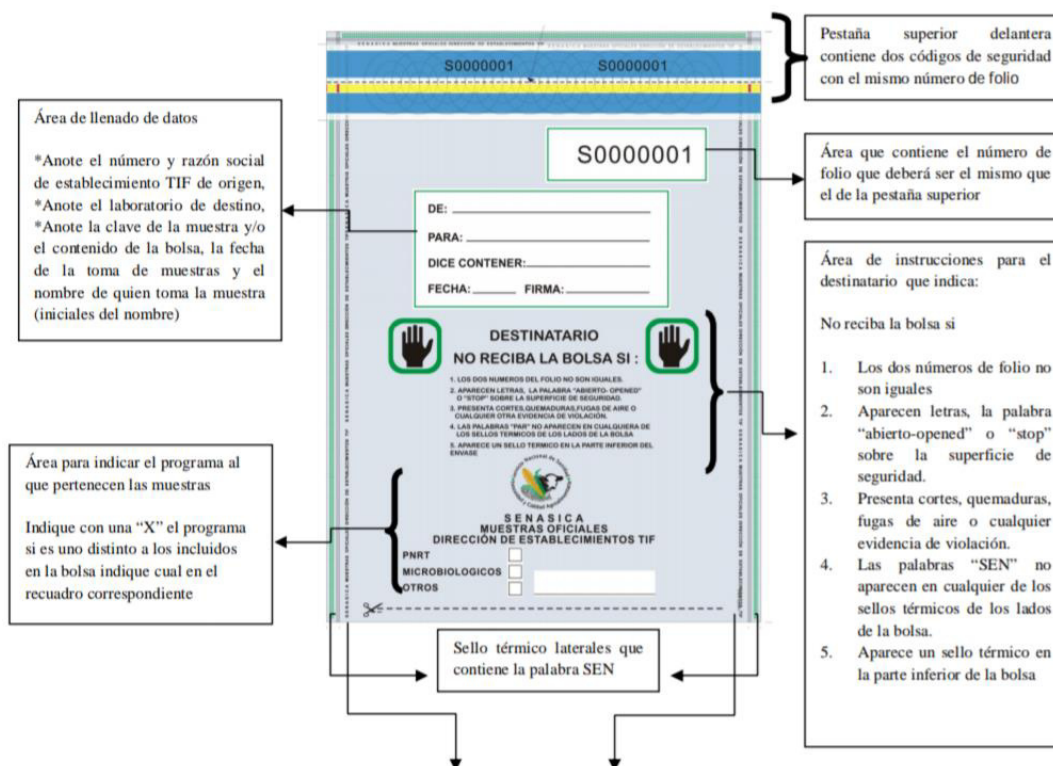 Pestaña superior delantera
contiene dos códigos de seguridad
con el mismo número de folio
S0000001 S0000001
Área de llenado de datos
*Anote el número y razón social
de establecimiento TIF de origen,
*Anote el laboratorio de destino,
*Anote la clave de la muestra y/o
el contenido de la bolsa, la fecha
de la toma de muestras y el
nombre de quien toma la muestra
(iniciales del nombre)
S0000001
Área que contiene el número de
folio que deberá ser el mismo que
el de la pestaña superior
DE:
PARA:
DICE CONTENER:
FECHA: FIRMA:
Área de instrucciones para el
destinatario que indica:
No reciba la bolsa si
1. Los dos números de folio no
son iguales
2. Aparecen letras, la palabra
“abierto-opened” o “stop”
sobre la superficie de
seguridad.
3. Presenta cortes, quemaduras,
fugas de aire o cualquier
evidencia de violación.
4. Las palabras “SEN” no
aparecen en cualquier de los
sellos térmicos de los lados
de la bolsa.
5. Aparece un sello térmico en
la parte inferior de la bolsa
DESTINATARIO
NO RECIBA LA BOLSA SI :
1. LOS DOS NUMEROS DEL FOLIO NO SON IGUALES.
2. APARECEN LETRAS, LA PALABRA "ABIERTO- OPENED"
O "STOP" SOBRE LA SUPERFICIE DE SEGURIDAD.
3. PRESENTA CORTES,QUEMADURAS,FUGAS DE AIRE O
CUALQUIER OTRA EVIDENCIA DE VIOLACIÓN.
4. LAS PALABRAS "PAR" NO APARECEN EN CUALQUIERA DE
LOS SELLOS TERMICOS DE LOS LADOS DE LA BOLSA
5. APARECE UN SELLO TERMICO EN LA PARTE INFERIOR DEL
ENVASE
Área para indicar el programa al
que pertenecen las muestras
Indique con una “X” el programa
si es uno distinto a los incluidos
en la bolsa indique cual en el
recuadro correspondiente
SENASICA
MUESTRAS OFICIALES
DIRECCIÓN DE ESTABLECIMIENTOS TIF
PNRT
MICROBIOLOGICOS
OTROS
Sello térmico laterales que
contiene la palabra SEN